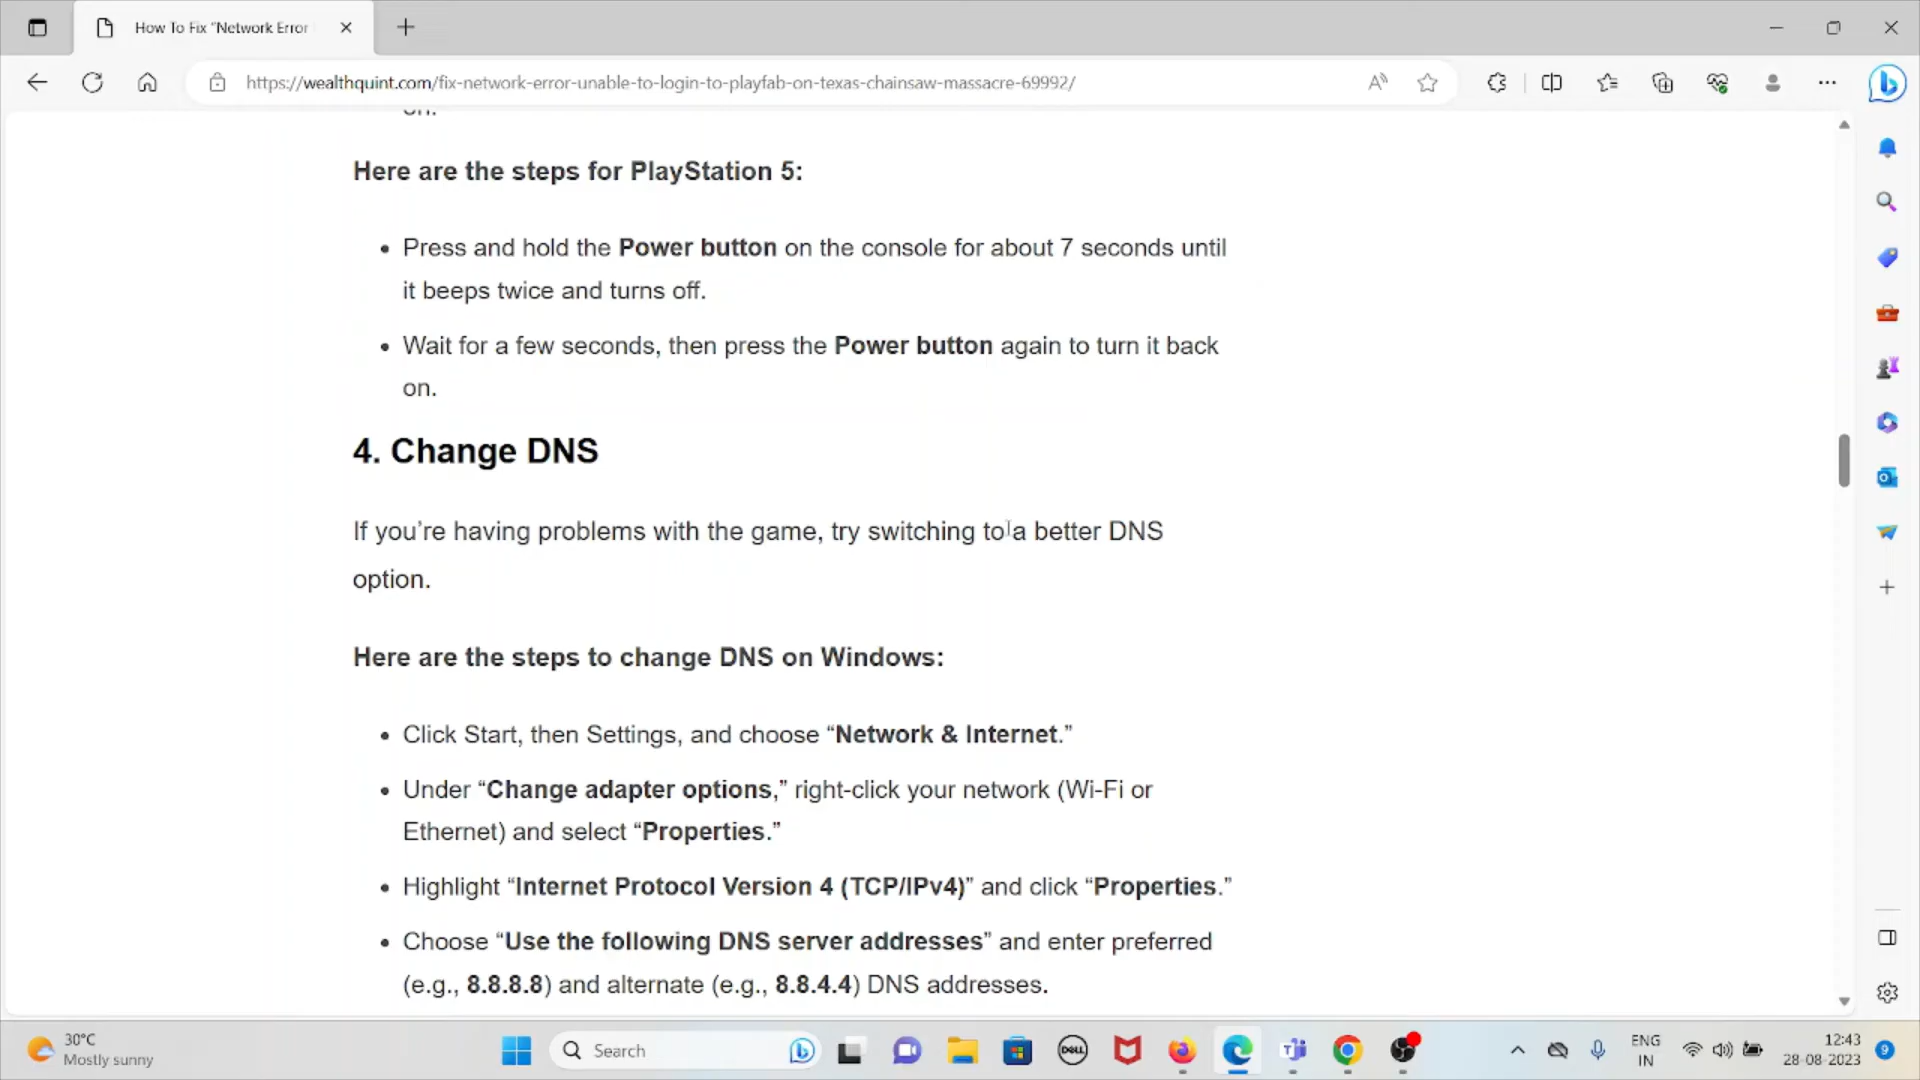 How To Fix “Network Error
https://wealthquint.com/fix-network-error-unable-to-login-to-playfab-on-texas-chainsaw-massacre-69992/
on.
Here are the steps for PlayStation 5:
Press and hold the Power button on the console for about 7 seconds until
it beeps twice and turns off.
Wait for a few seconds, then press the Power button again to turn it back
on.
4. Change DNS
If you’re having problems with the game, try switching to a better DNS
option.
Here are the steps to change DNS on Windows:
Click Start, then Settings, and choose “Network & Internet.”
Under “Change adapter options,” right-click your network (Wi-Fi or
Ethernet) and select “Properties.”
Highlight “Internet Protocol Version 4 (TCP/IPv4)” and click “Properties.”
Choose “Use the following DNS server addresses” and enter preferred
(e.g., 8.8.8.8) and alternate (e.g., 8.8.4.4) DNS addresses.
30°C
Mostly sunny
Search
DELL
ENG
IN
12:43
28-08-2023
9